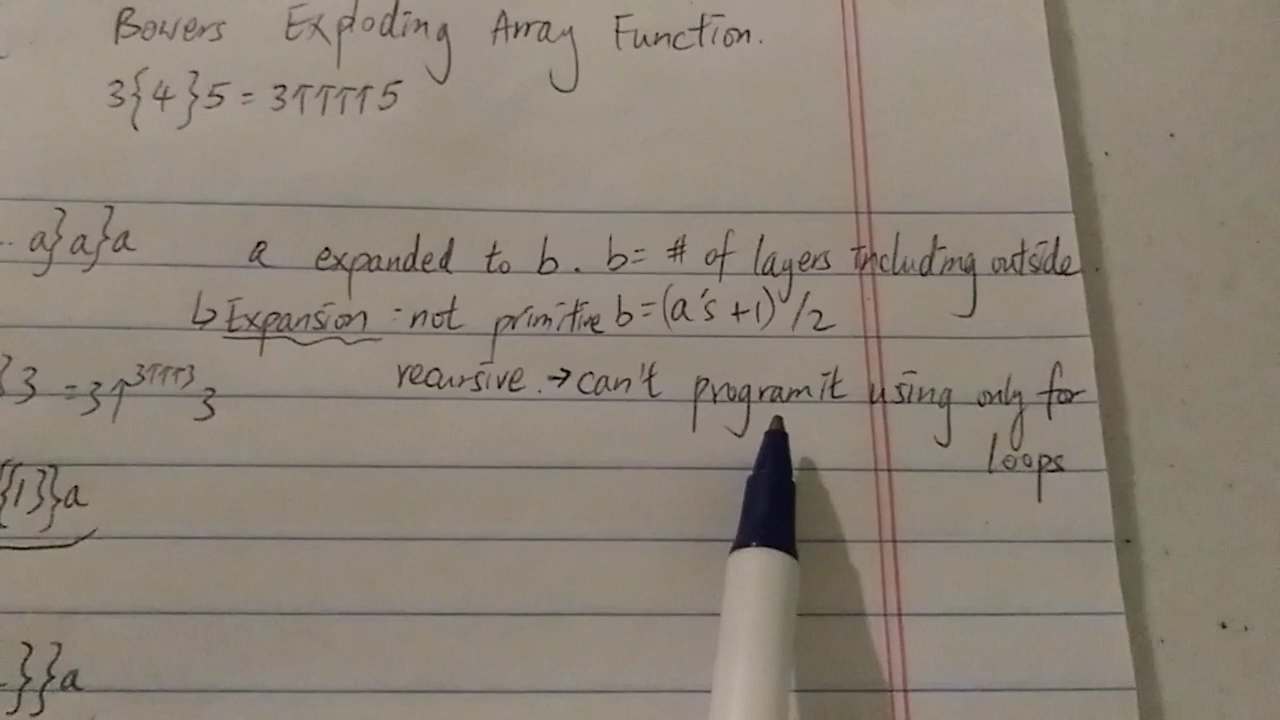 Bowers Exploding Array Function.
3{4}5 = 3↑↑↑↑5
.. a}a}a a expanded to b. b= # of layers including outside.
↳ Expansion : not primitive b=(a's +1)/2
}3 = 3↑^3↑↑↑3 3 recursive. → can't program it using only for
loops
{{1}}a
}}a